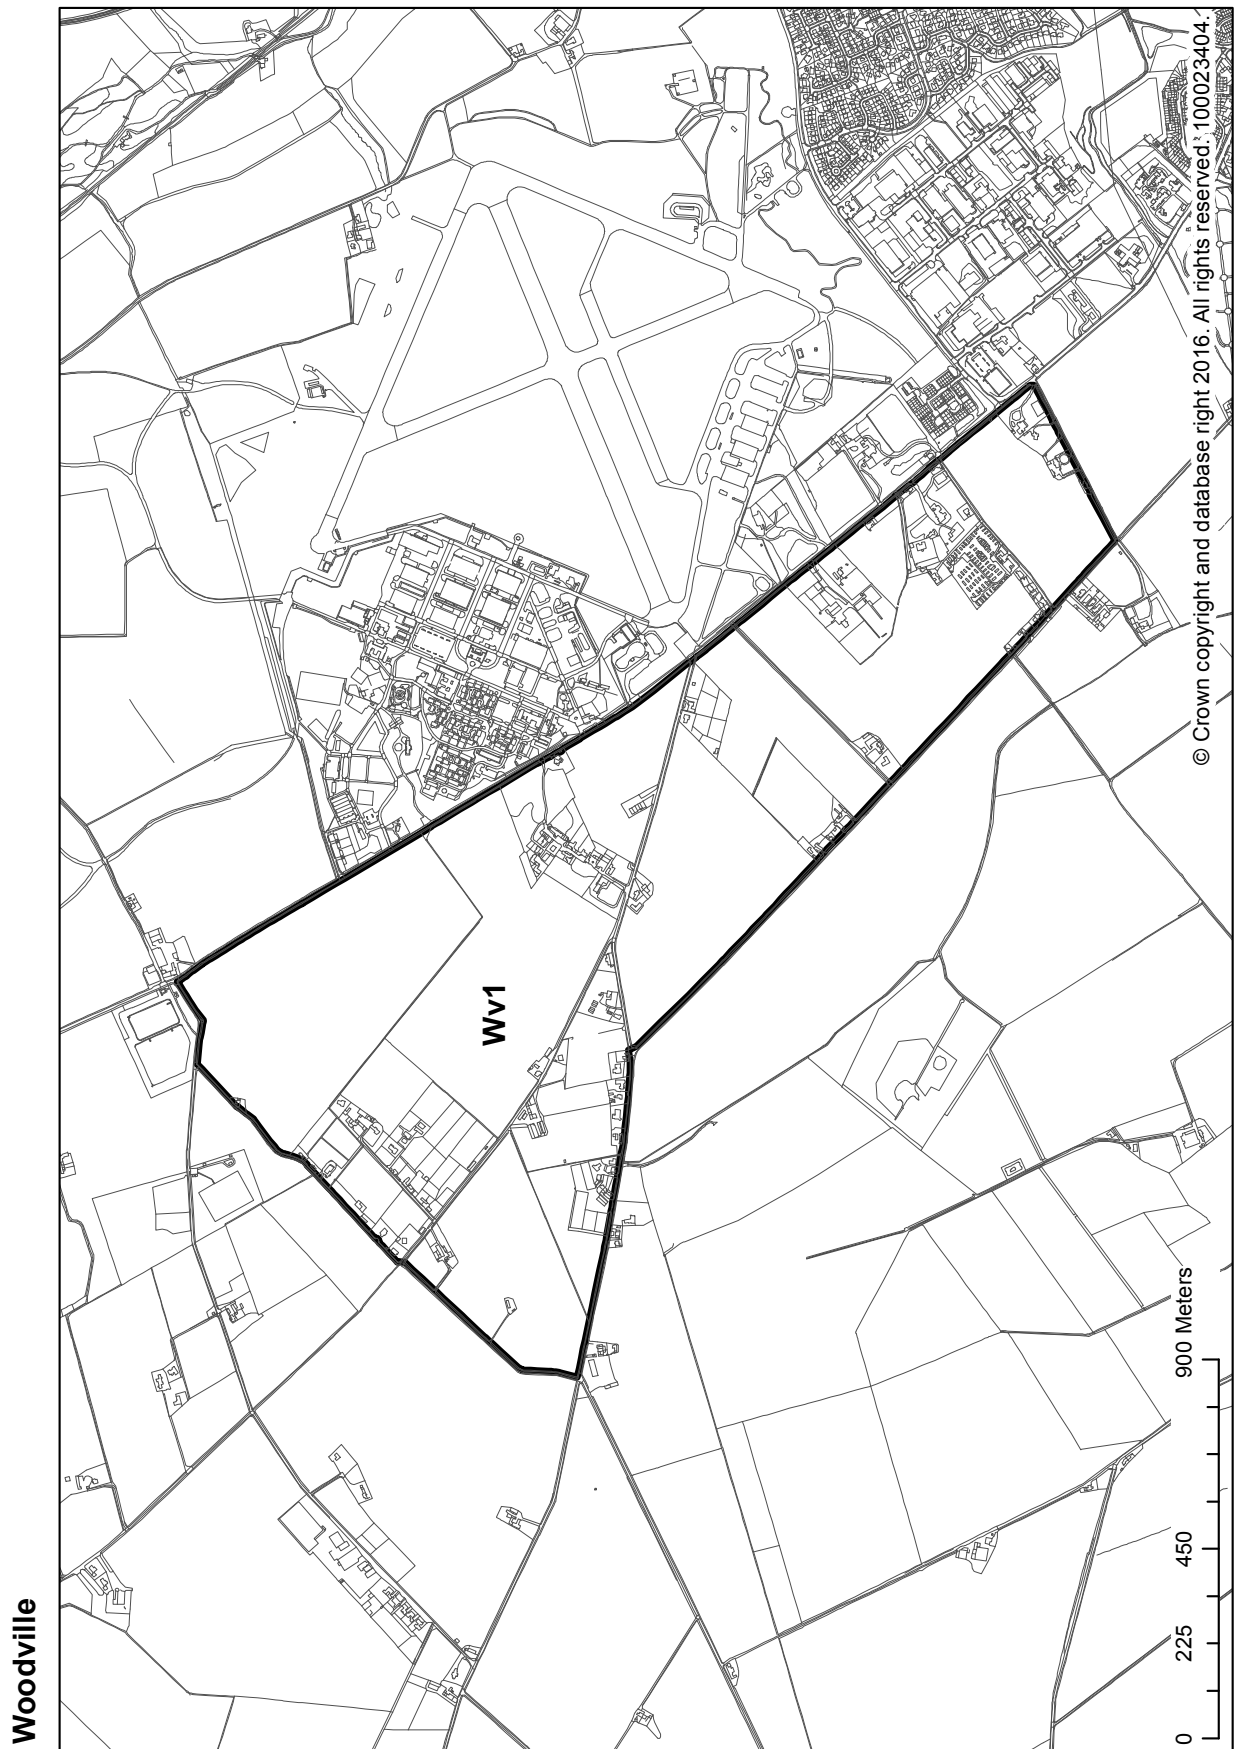 Woodville
Wv1
0 225 450 900 Meters
© Crown copyright and database right 2016. All rights reserved. 100023404.